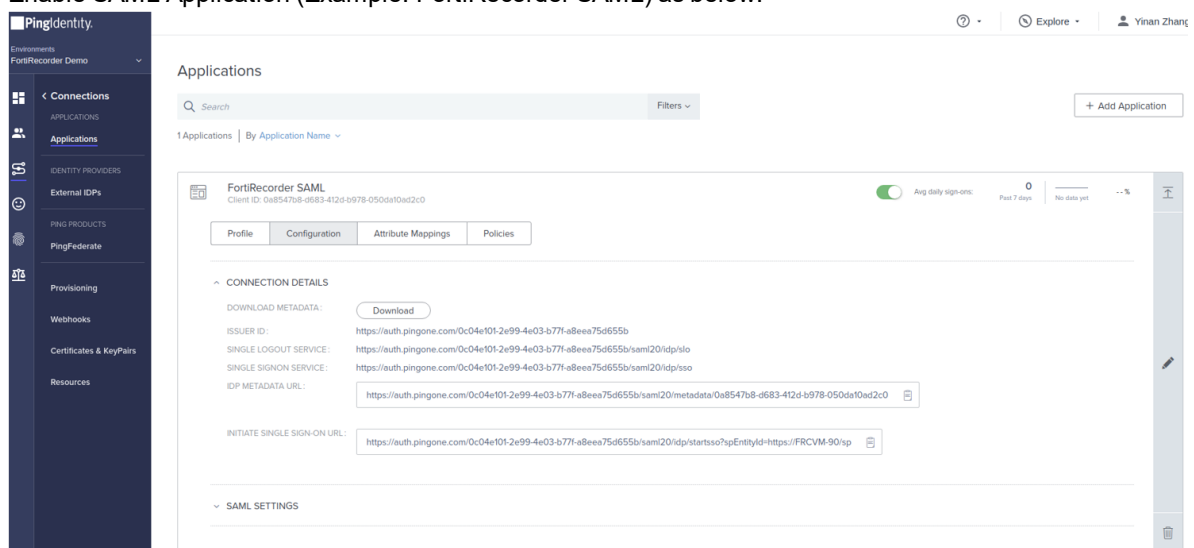 Enable SAML Application (Example: FortiRecorder SAML) as below:
PingIdentity.
Explore
Yinan Zhang
Environments
FortiRecorder Demo
Connections
APPLICATIONS
Applications
IDENTITY PROVIDERS
External IDPs
PING PRODUCTS
PingFederate
Provisioning
Webhooks
Certificates & KeyPairs
Resources
Applications
Search
Filters
+ Add Application
1 Applications | By Application Name
FortiRecorder SAML
Client ID: 0a8547b8-d683-412d-b978-050da10ad2c0
Avg daily sign-ons:
0
Past 7 days
No data yet
--%
Profile
Configuration
Attribute Mappings
Policies
CONNECTION DETAILS
DOWNLOAD METADATA: Download
ISSUER ID: https://auth.pingone.com/0c04e101-2e99-4e03-b77f-a8eea75d655b
SINGLE LOGOUT SERVICE: https://auth.pingone.com/0c04e101-2e99-4e03-b77f-a8eea75d655b/saml20/idp/slo
SINGLE SIGNON SERVICE: https://auth.pingone.com/0c04e101-2e99-4e03-b77f-a8eea75d655b/saml20/idp/sso
IDP METADATA URL: https://auth.pingone.com/0c04e101-2e99-4e03-b77f-a8eea75d655b/saml20/metadata/0a8547b8-d683-412d-b978-050da10ad2c0
INITIATE SINGLE SIGN-ON URL: https://auth.pingone.com/0c04e101-2e99-4e03-b77f-a8eea75d655b/saml20/idp/startsso?spEntityId=https://FRCVM-90/sp
SAML SETTINGS